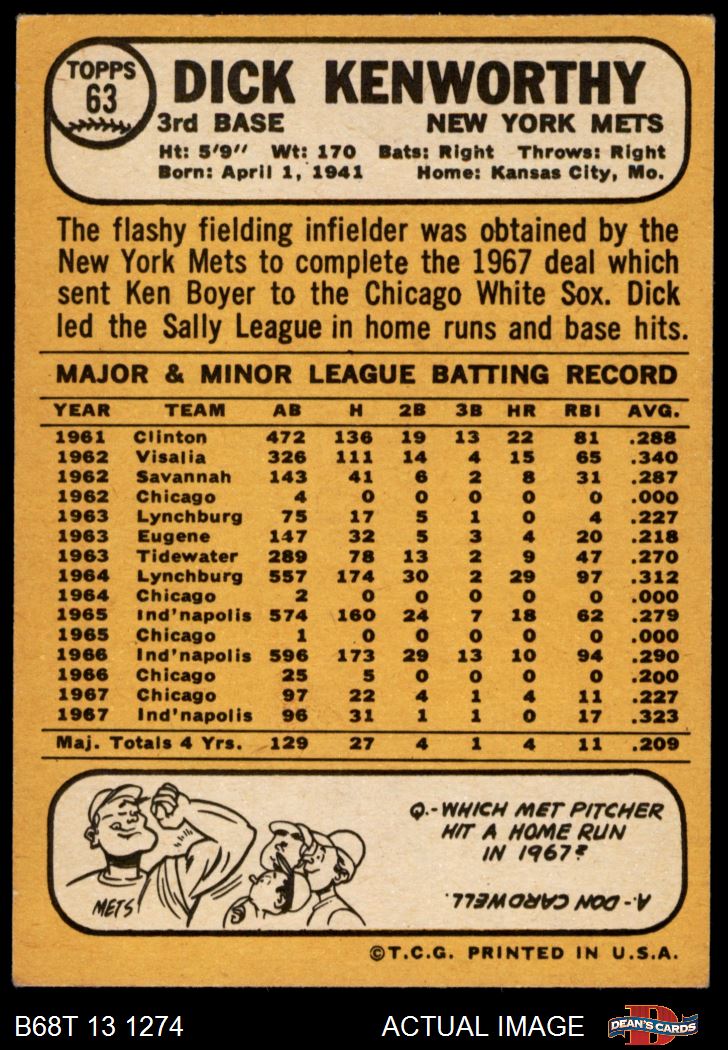 TOPPS
63
DICK KENWORTHY
3rd BASE NEW YORK METS
Ht: 5'9" Wt: 170 Bats: Right Throws: Right
Born: April 1, 1941 Home: Kansas City, Mo.
The flashy fielding infielder was obtained by the
New York Mets to complete the 1967 deal which
sent Ken Boyer to the Chicago White Sox. Dick
led the Sally League in home runs and base hits.
MAJOR & MINOR LEAGUE BATTING RECORD
YEAR TEAM AB H 2B 3B HR RBI AVG.
1961 Clinton 472 136 19 13 22 81 .288
1962 Visalia 326 111 14 4 15 65 .340
1962 Savannah 143 41 6 2 8 31 .287
1962 Chicago 4 0 0 0 0 0 .000
1963 Lynchburg 75 17 5 1 0 4 .227
1963 Eugene 147 32 5 3 4 20 .218
1963 Tidewater 289 78 13 2 9 47 .270
1964 Lynchburg 557 174 30 2 29 97 .312
1964 Chicago 2 0 0 0 0 0 .000
1965 Ind'napolis 574 160 24 7 18 62 .279
1965 Chicago 1 0 0 0 0 0 .000
1966 Ind'napolis 596 173 29 13 10 94 .290
1966 Chicago 25 5 0 0 0 0 .200
1967 Chicago 97 22 4 1 4 11 .227
1967 Ind'napolis 96 31 1 1 0 17 .323
Maj. Totals 4 Yrs. 129 27 4 1 4 11 .209
METS
Q.-WHICH MET PITCHER
HIT A HOME RUN
IN 1967?
A.-DON CARDWELL.
©T.C.G. PRINTED IN U.S.A.
B68T 13 1274 ACTUAL IMAGE DEAN'S CARDS